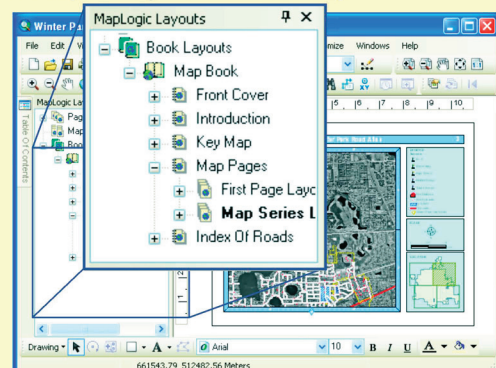 Winter Pa
MapLogic Layouts
File Edit V
omize Windows Help
Book Layouts
Map Book
Front Cover
Introduction
Key Map
Map Pages
First Page Layc
Map Series L
Index Of Roads
MapLogic La
Table Of Contents
Pag
Map
Boo
5 6 7 8 9 10
Drawing
A
Arial
10
B I U A
661543.79 512482.56 Meters